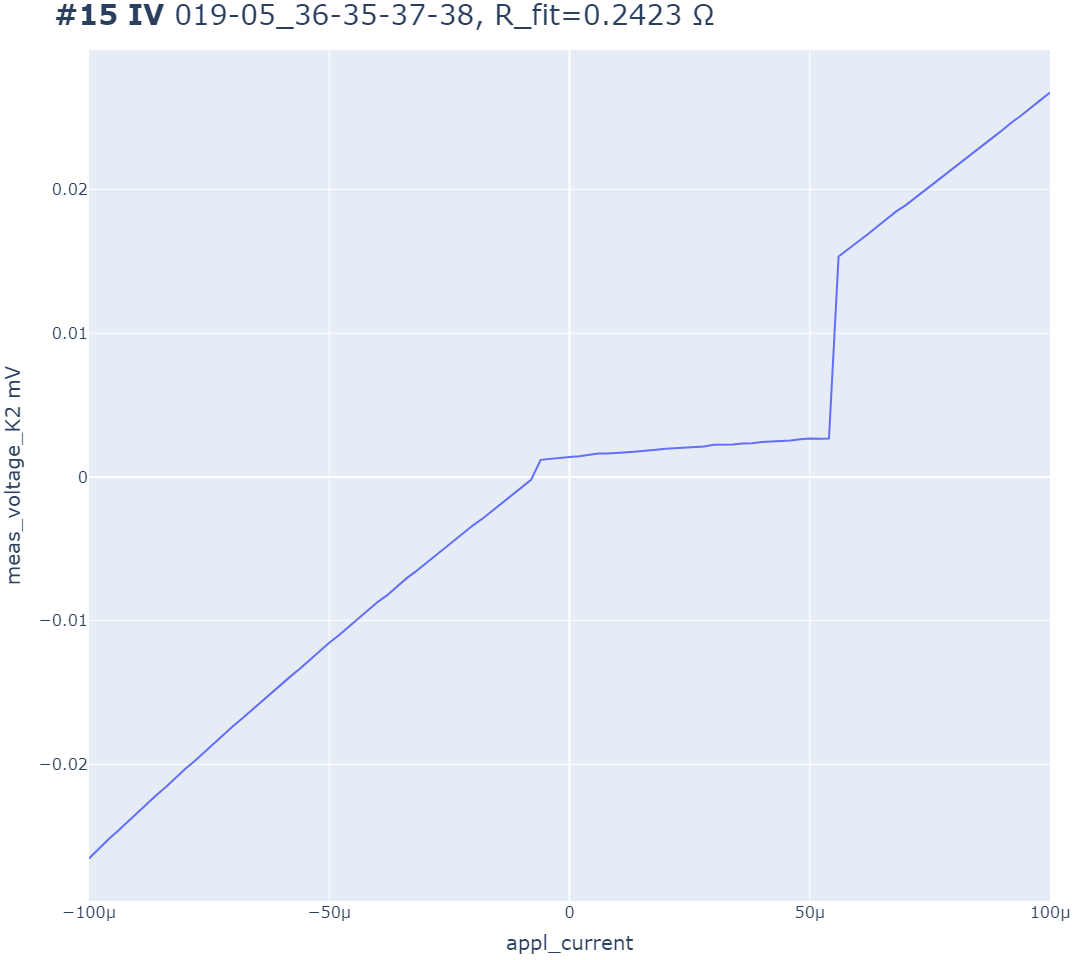 #15 IV 019-05_36-35-37-38, R_fit=0.2423 Ω
meas_voltage_K2 mV
0.02
0.01
0
−0.01
−0.02
−100μ
−50μ
0
50μ
100μ
appl_current